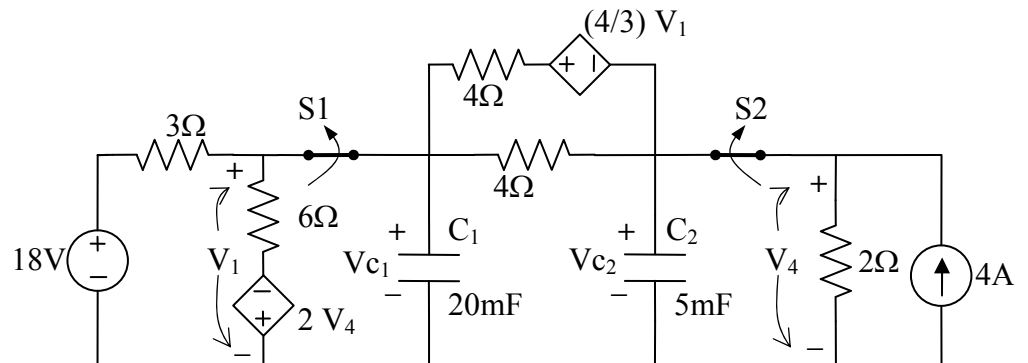 (4/3) V₁
+ −
4Ω
S1
S2
3Ω
4Ω
+
+
6Ω
+ C₁
+ C₂
18V
+
−
V₁
Vc₁
Vc₂
V₄
2Ω
4A
−
+
2 V₄
− 20mF
− 5mF
−
−